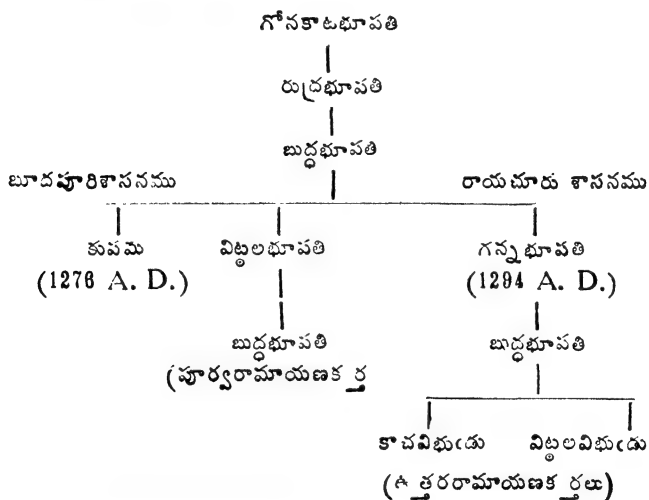 గోనకాటభూపతి
రుద్రభూపతి
బుద్ధభూపతి
బూదపూరిశాసనము రాయచూరు శాసనము
కుపమ విట్ఠలభూపతి గన్నభూపతి
(1276 A. D.) (1294 A. D.)
బుద్ధభూపతి బుద్ధభూపతి
(పూర్వరామాయణకర్త
కాచవిభుఁడు విట్ఠలవిభుఁడు
(ఉత్తరరామాయణకర్తలు)